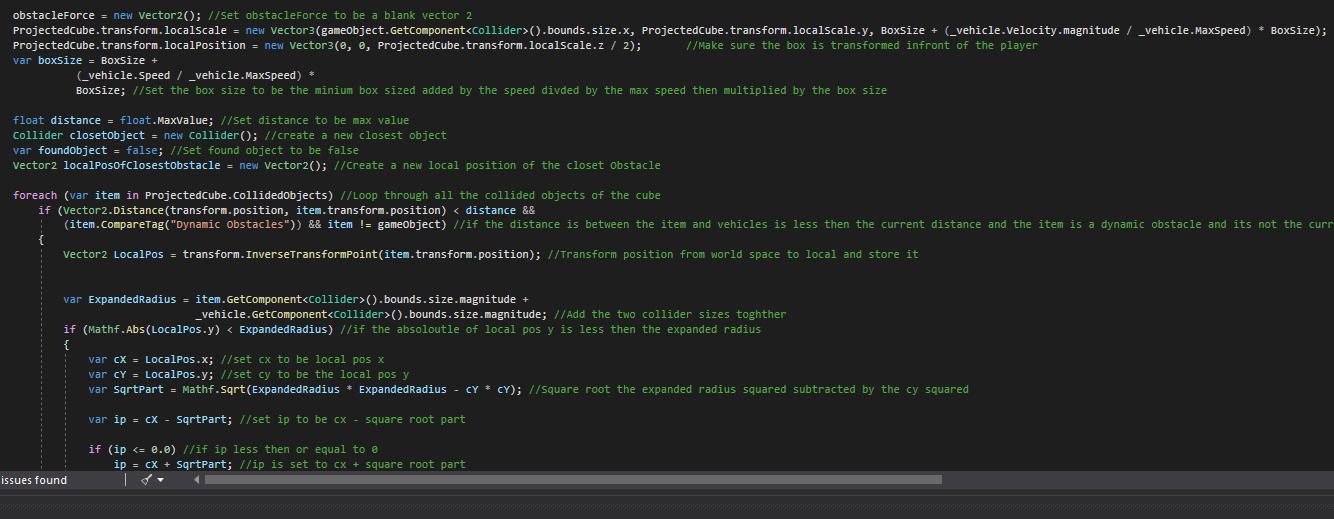 obstacleForce = new Vector2(); //Set obstacleForce to be a blank vector 2
ProjectedCube.transform.localScale = new Vector3(gameObject.GetComponent<Collider>().bounds.size.x, ProjectedCube.transform.localScale.y, BoxSize + (_vehicle.Velocity.magnitude / _vehicle.MaxSpeed) * BoxSize);
ProjectedCube.transform.localPosition = new Vector3(0, 0, ProjectedCube.transform.localScale.z / 2); //Make sure the box is transformed infront of the player
var boxSize = BoxSize +
(_vehicle.Speed / _vehicle.MaxSpeed) *
BoxSize; //Set the box size to be the minium box sized added by the speed divded by the max speed then multiplied by the box size
float distance = float.MaxValue; //Set distance to be max value
Collider closetObject = new Collider(); //create a new closest object
var foundObject = false; //Set found object to be false
Vector2 localPosOfClosestObstacle = new Vector2(); //Create a new local position of the closet Obstacle
foreach (var item in ProjectedCube.CollidedObjects) //Loop through all the collided objects of the cube
if (Vector2.Distance(transform.position, item.transform.position) < distance &&
(item.CompareTag("Dynamic Obstacles")) && item != gameObject) //if the distance is between the item and vehicles is less then the current distance and the item is a dynamic obstacle and its not the curr
{
Vector2 LocalPos = transform.InverseTransformPoint(item.transform.position); //Transform position from world space to local and store it
var ExpandedRadius = item.GetComponent<Collider>().bounds.size.magnitude +
_vehicle.GetComponent<Collider>().bounds.size.magnitude; //Add the two collider sizes toghther
if (Mathf.Abs(LocalPos.y) < ExpandedRadius) //if the absoloutle of local pos y is less then the expanded radius
{
var cX = LocalPos.x; //set cx to be local pos x
var cY = LocalPos.y; //set cy to be the local pos y
var SqrtPart = Mathf.Sqrt(ExpandedRadius * ExpandedRadius - cY * cY); //Square root the expanded radius squared subtracted by the cy squared
var ip = cX - SqrtPart; //set ip to be cx - square root part
if (ip <= 0.0) //if ip less then or equal to 0
ip = cX + SqrtPart; //ip is set to cx + square root part
issues found